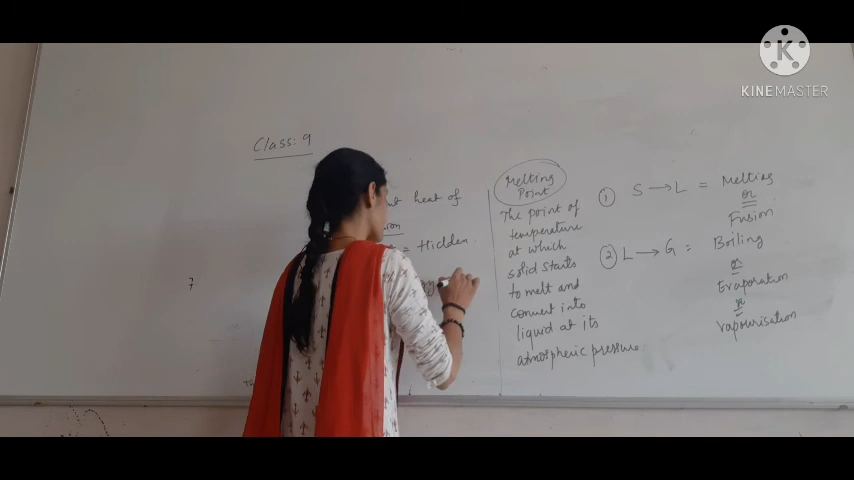 KINEMASTER
Class: 9
heat of
= Hidden.
Melting
Point
The point of
temperature
at which
solid starts
to melt and
convert into
liquid at its
atmospheric pressure
① S → L = Melting
or
Fusion
② L → G = Boiling
or
Evaporation
or
vapourisation
7